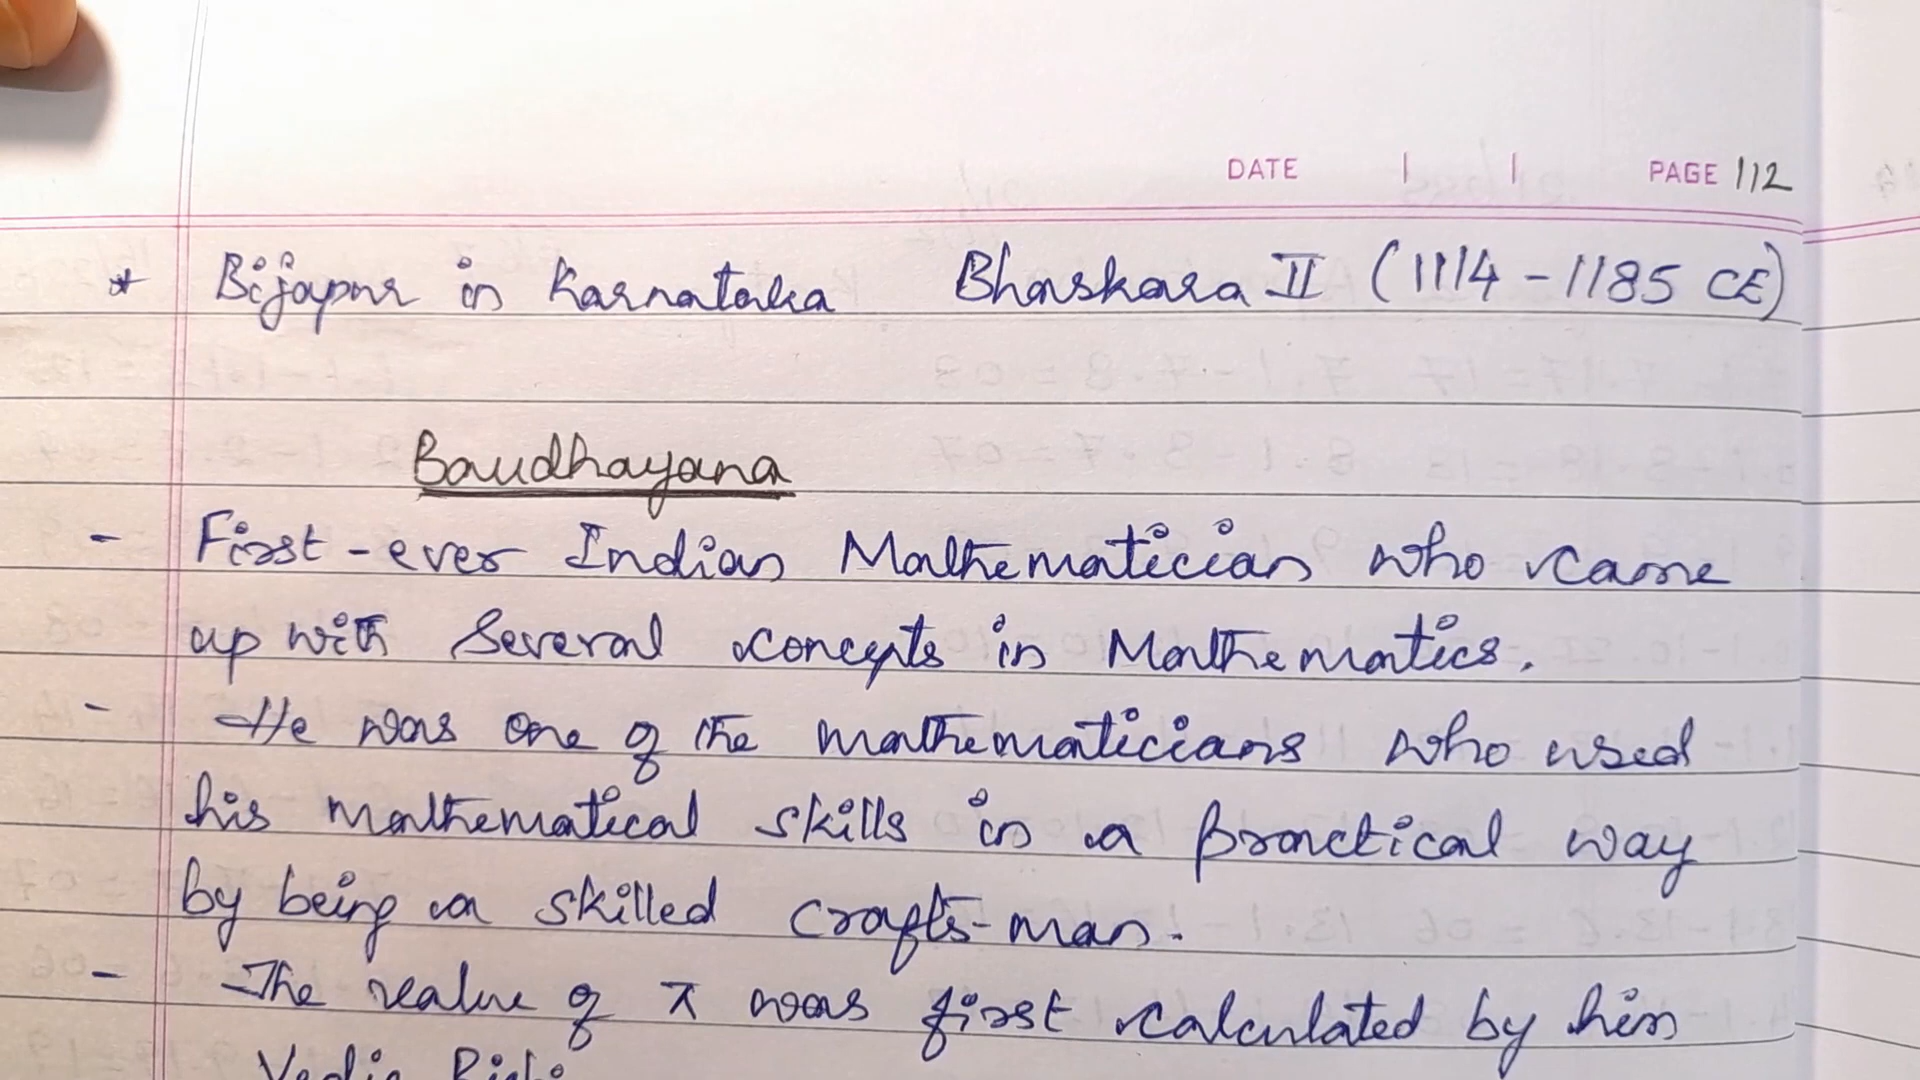 DATE | | PAGE 112
* Bijapur in Karnataka Bhaskara II (1114 - 1185 CE)
Baudhayana
- First-ever Indian Mathematician who came
up with several concepts in Mathematics.
- He was one of the mathematicians who used
his mathematical skills in a practical way
by being a skilled crafts-man.
- The value of π was first calculated by him
Vedic Rishi